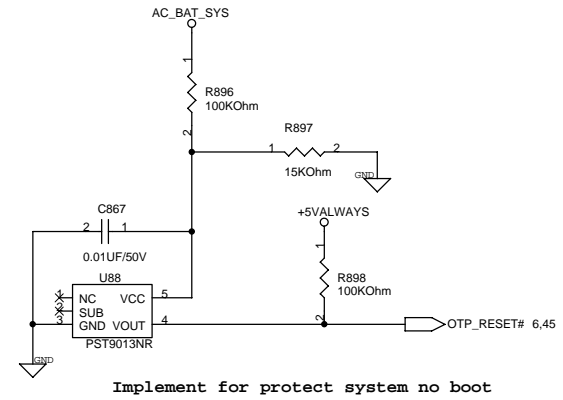 AC_BAT_SYS
1
R896
100KOhm
2
R897
1 2
15KOhm
GND
C867
2 1
0.01UF/50V
+5VALWAYS
1
R898
100KOhm
2
U88
1 NC VCC 5
2 SUB
3 GND VOUT 4
PST9013NR
OTP_RESET# 6,45
GND
Implement for protect system no boot